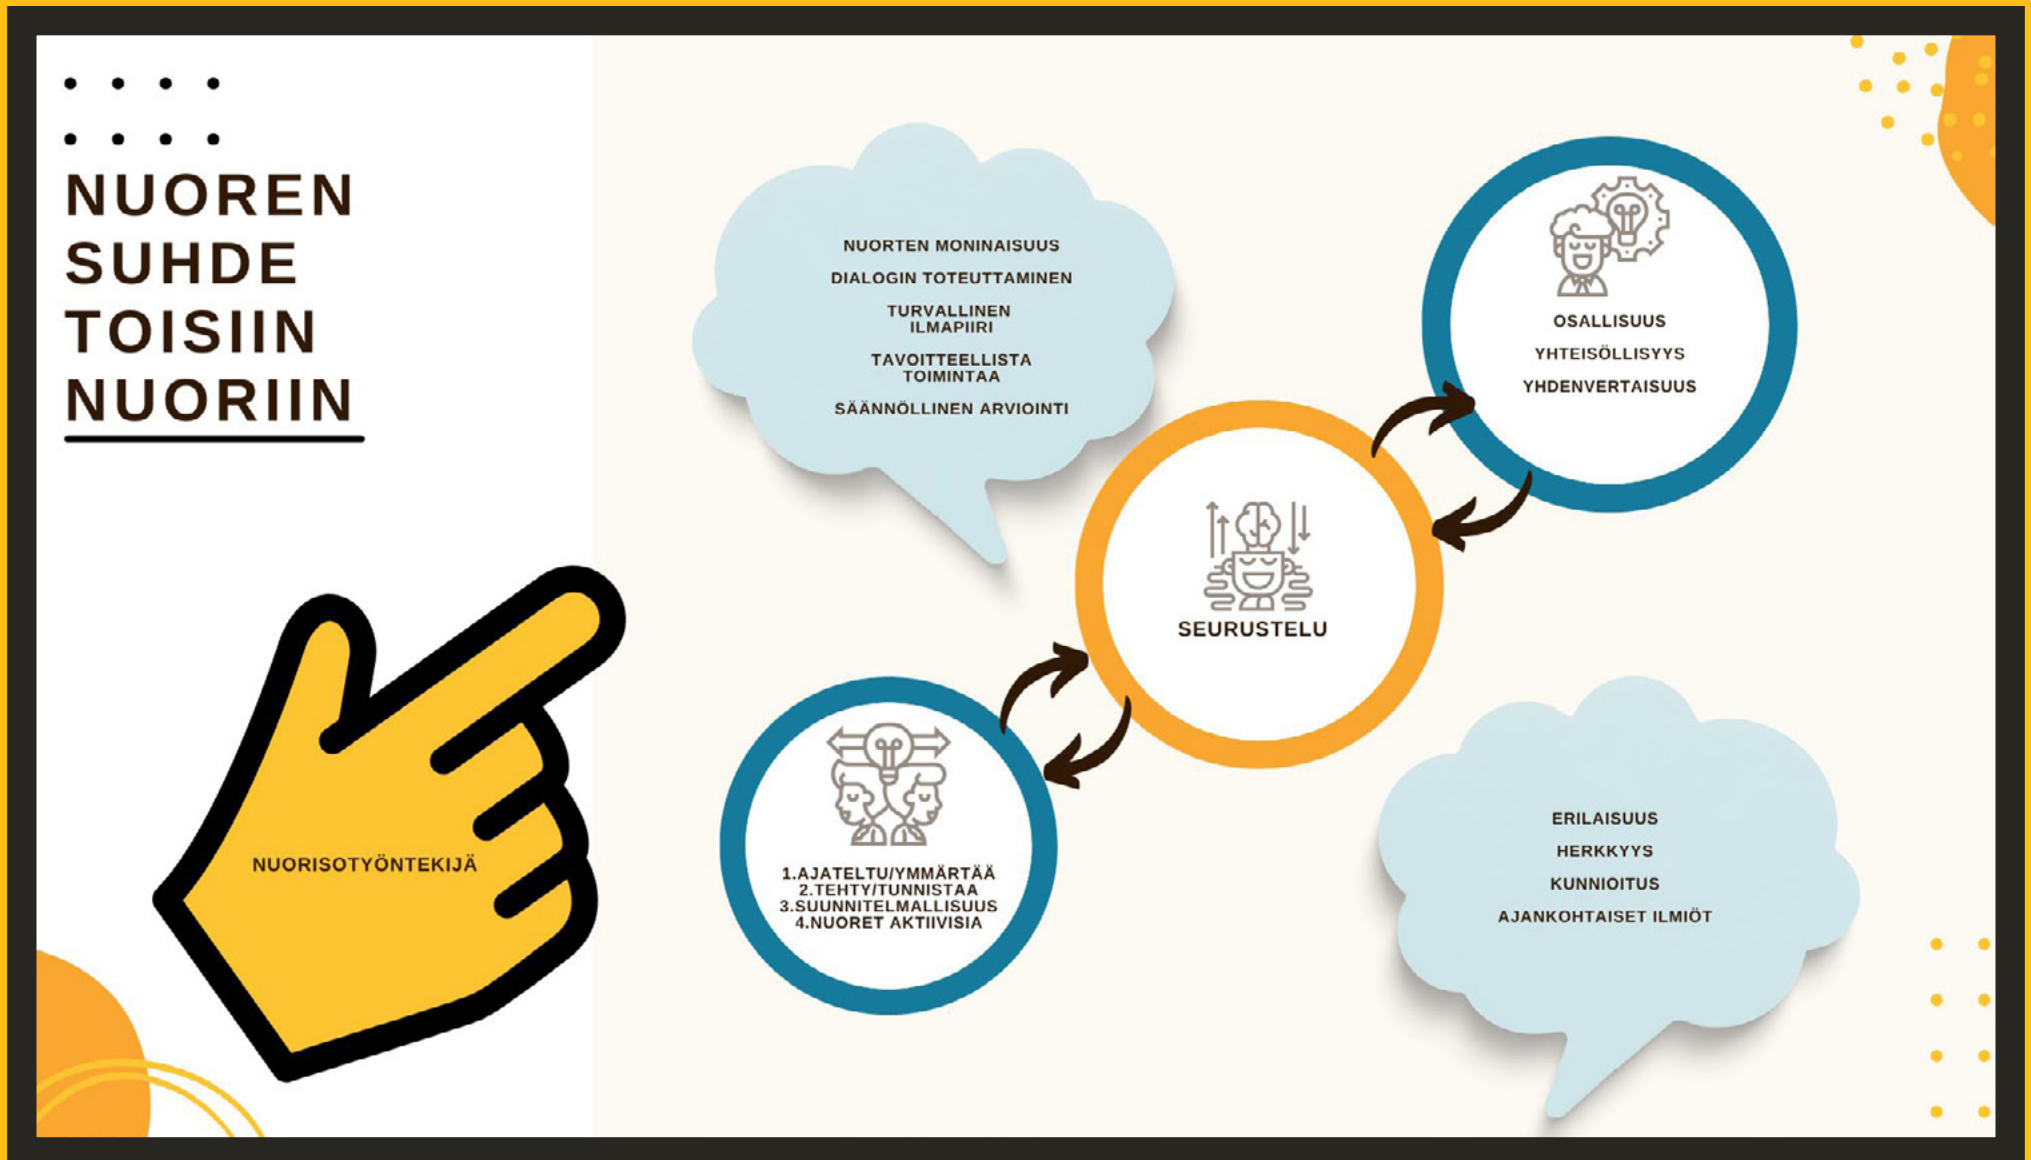 NUOREN
SUHDE
TOISIIN
NUORIIN
NUORISOTYÖNTEKIJÄ
NUORTEN MONINAISUUS
DIALOGIN TOTEUTTAMINEN
TURVALLINEN
ILMAPIIRI
TAVOITTEELLISTA
TOIMINTAA
SÄÄNNÖLLINEN ARVIOINTI
OSALLISUUS
YHTEISÖLLISYYS
YHDENVERTAISUUS
SEURUSTELU
1.AJATELTU/YMMÄRTÄÄ
2.TEHTY/TUNNISTAA
3.SUUNNITELMALLISUUS
4.NUORET AKTIIVISIA
ERILAISUUS
HERKKYYS
KUNNIOITUS
AJANKOHTAISET ILMIÖT